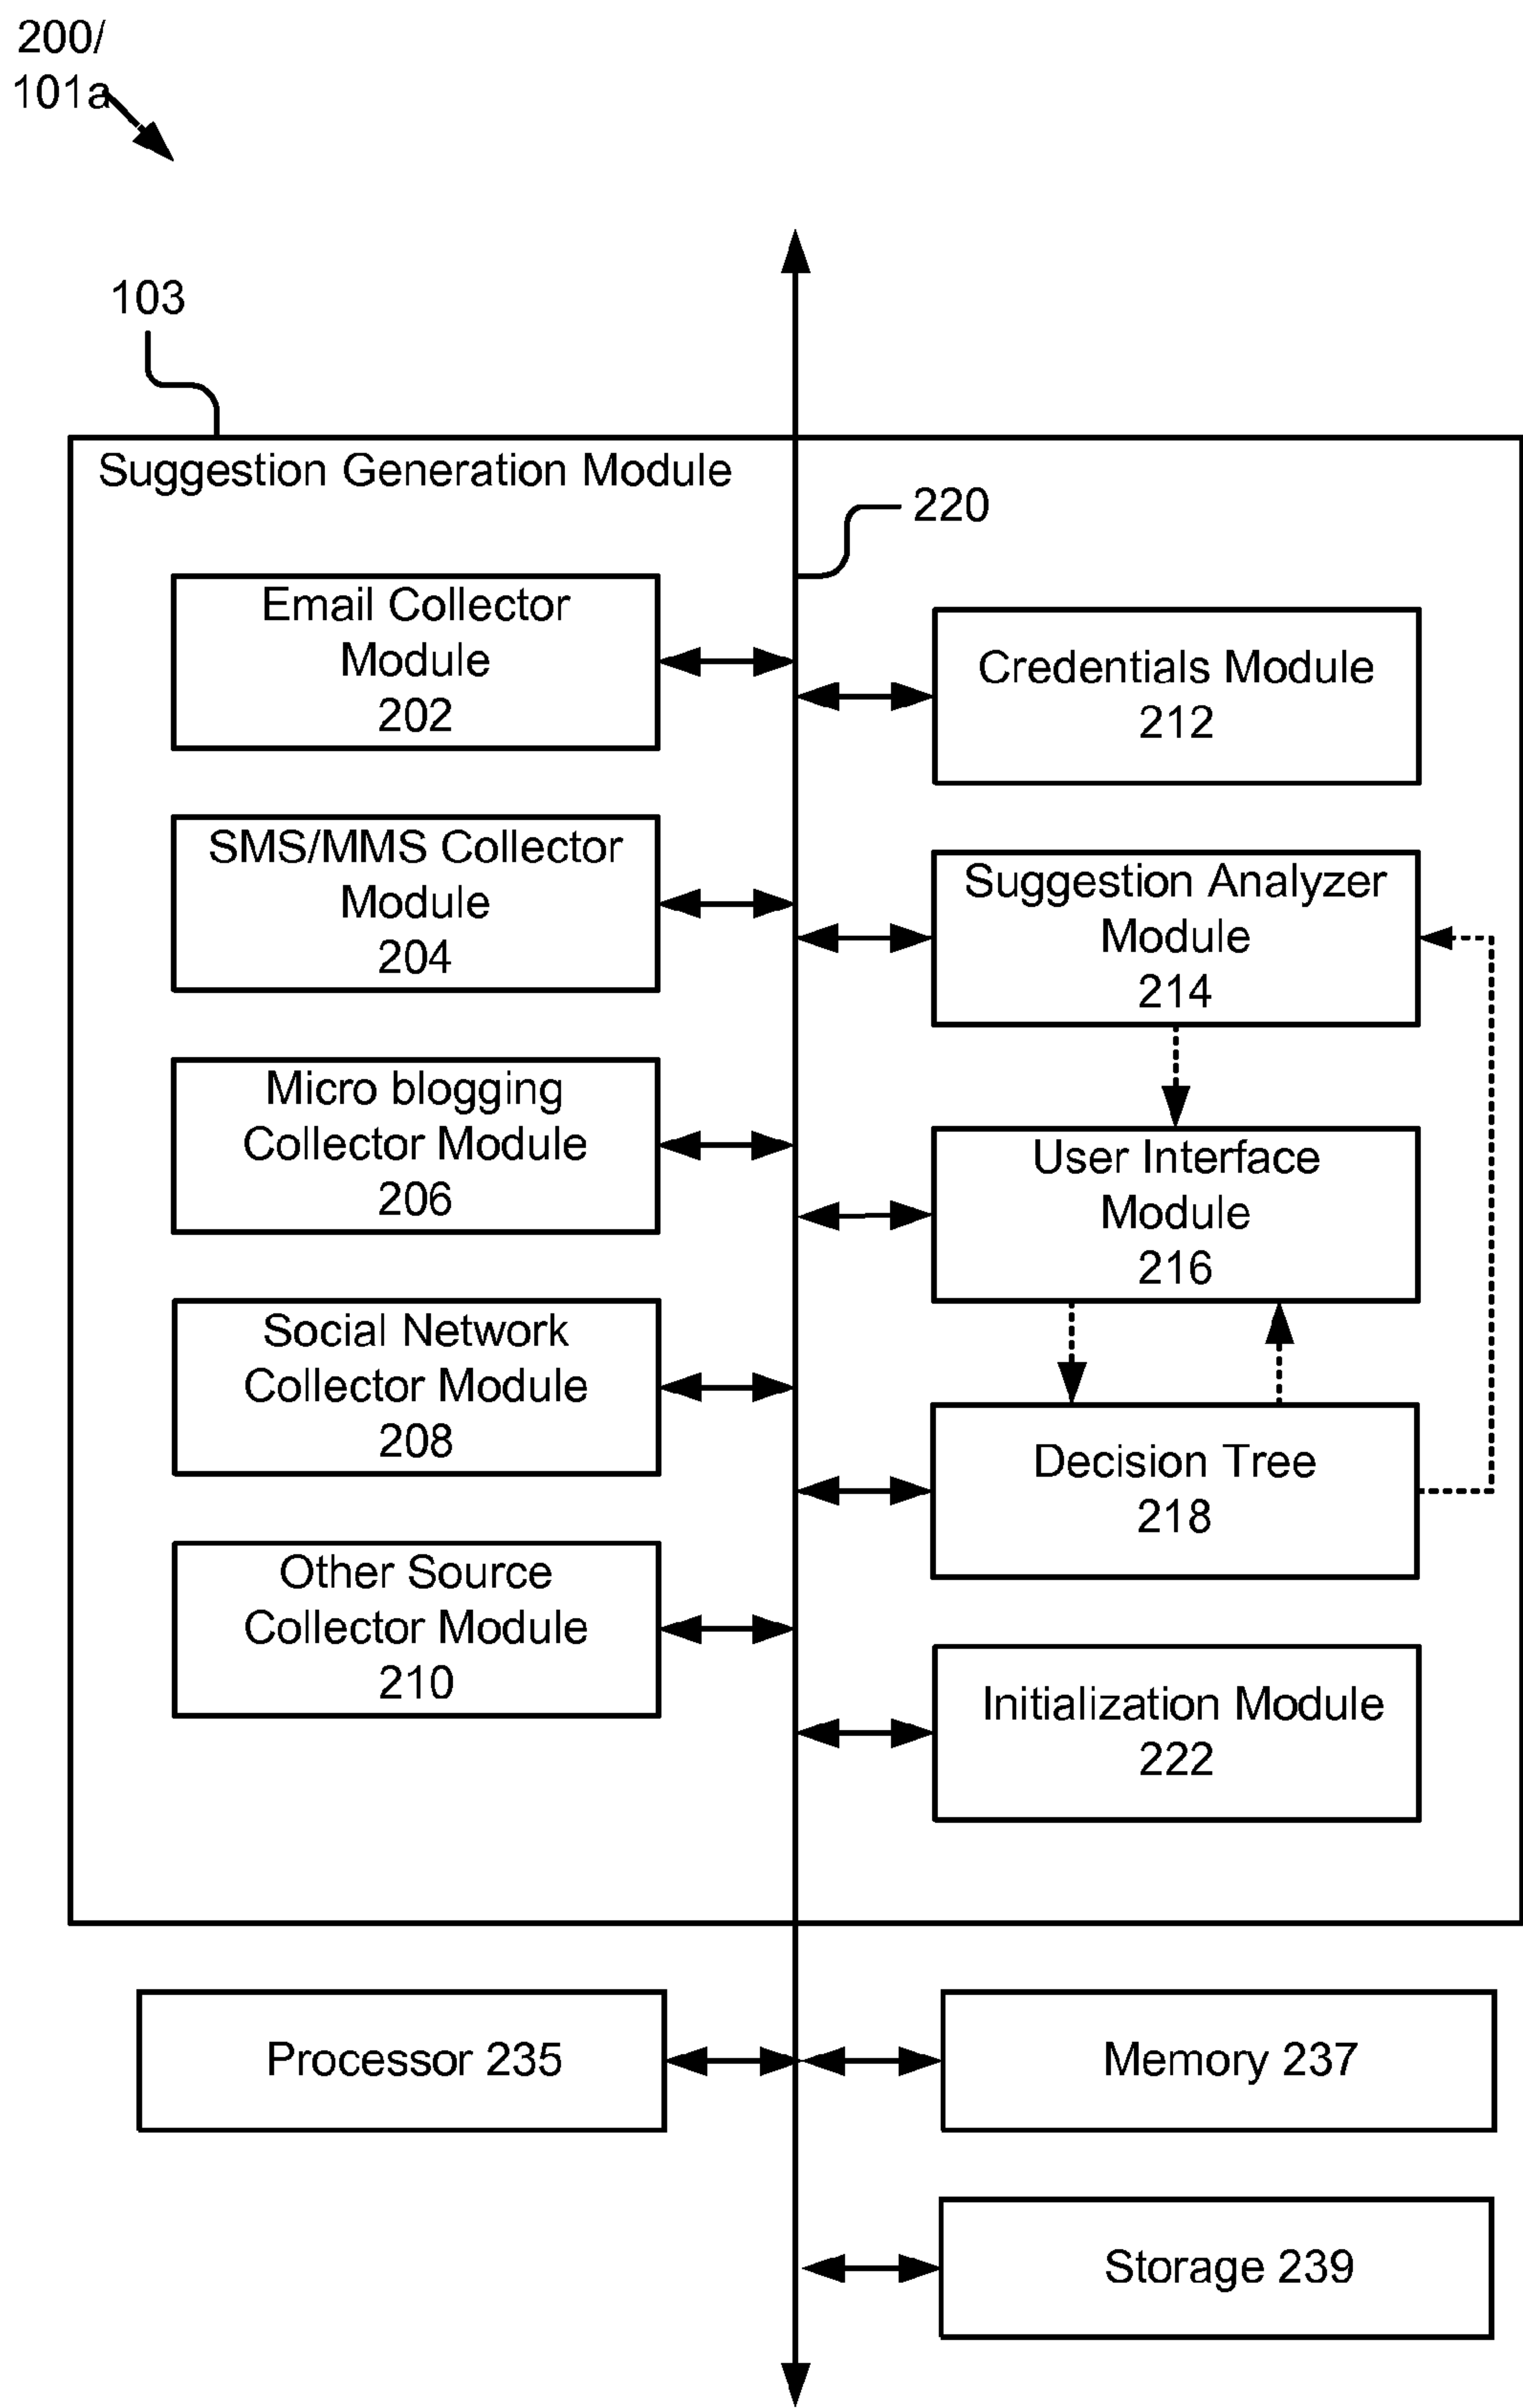 200/
101a
103
Suggestion Generation Module
220
Email Collector
Module
202
Credentials Module
212
SMS/MMS Collector
Module
204
Suggestion Analyzer
Module
214
Micro blogging
Collector Module
206
User Interface
Module
216
Social Network
Collector Module
208
Decision Tree
218
Other Source
Collector Module
210
Initialization Module
222
Processor 235
Memory 237
Storage 239